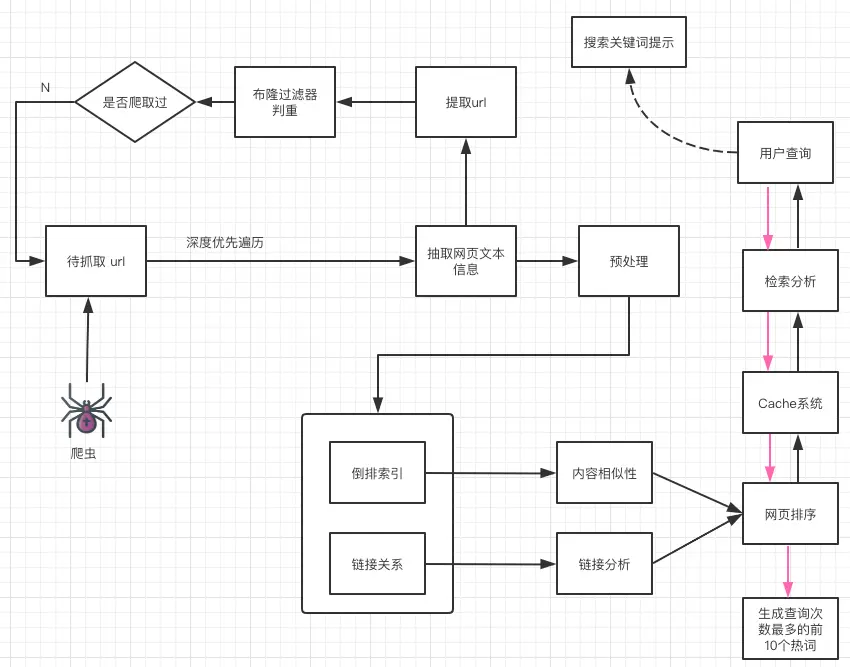 搜索关键词提示
N
是否爬取过
布隆过滤器
判重
提取url
用户查询
待抓取 url
深度优先遍历
抽取网页文本
信息
预处理
检索分析
Cache系统
爬虫
倒排索引
内容相似性
网页排序
链接关系
链接分析
生成查询次
数最多的前
10个热词